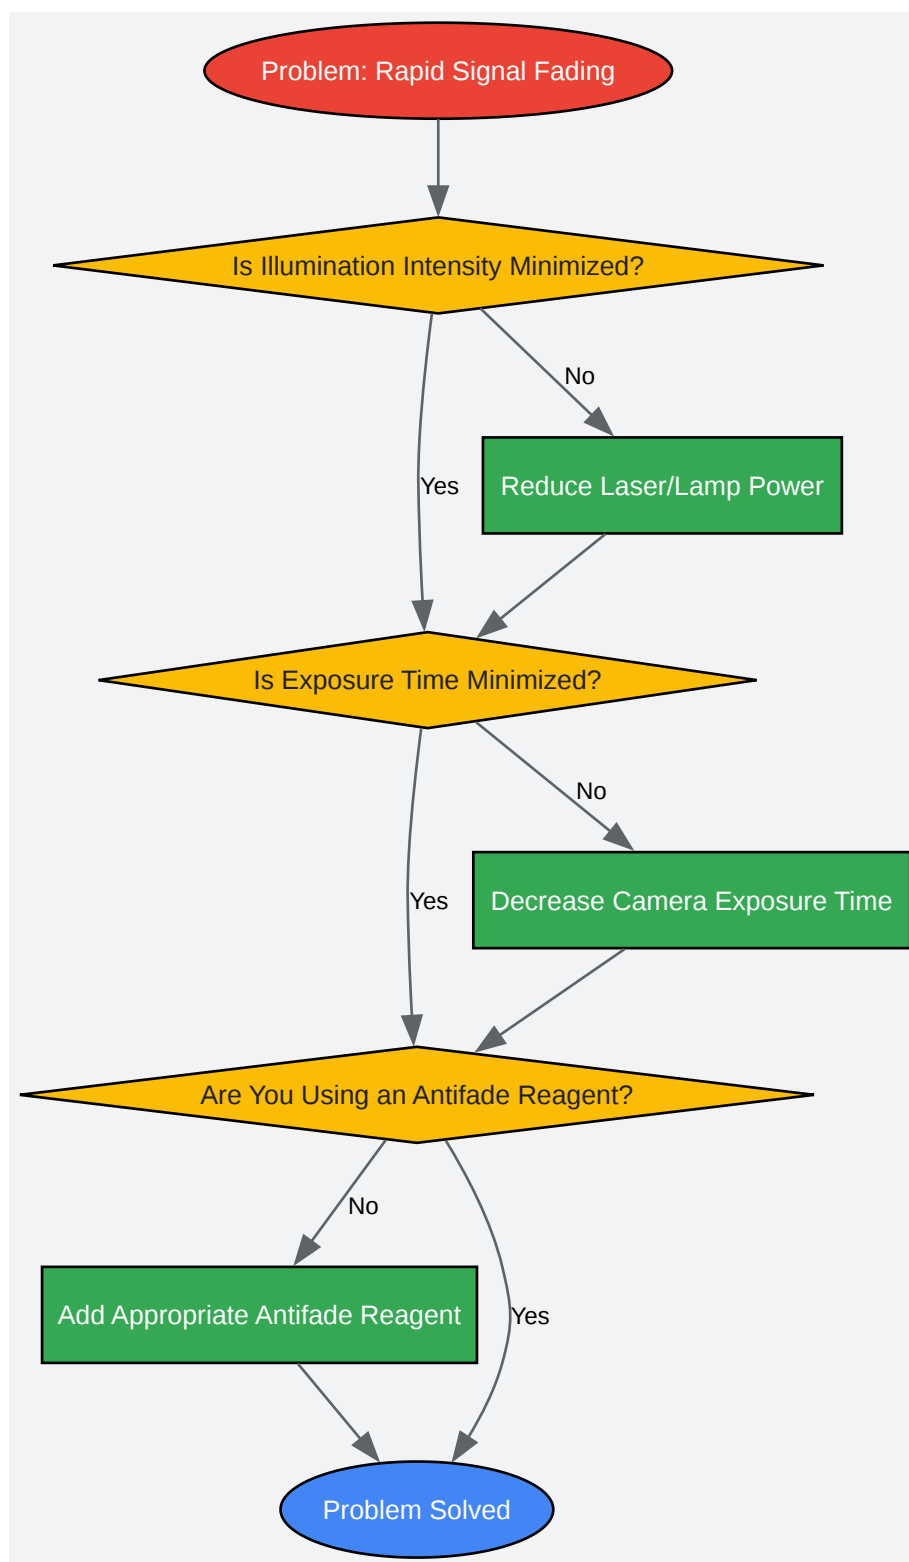 Problem: Rapid Signal Fading
Is Illumination Intensity Minimized?
No
Yes
Reduce Laser/Lamp Power
Is Exposure Time Minimized?
No
Yes
Decrease Camera Exposure Time
Are You Using an Antifade Reagent?
No
Add Appropriate Antifade Reagent
Yes
Problem Solved